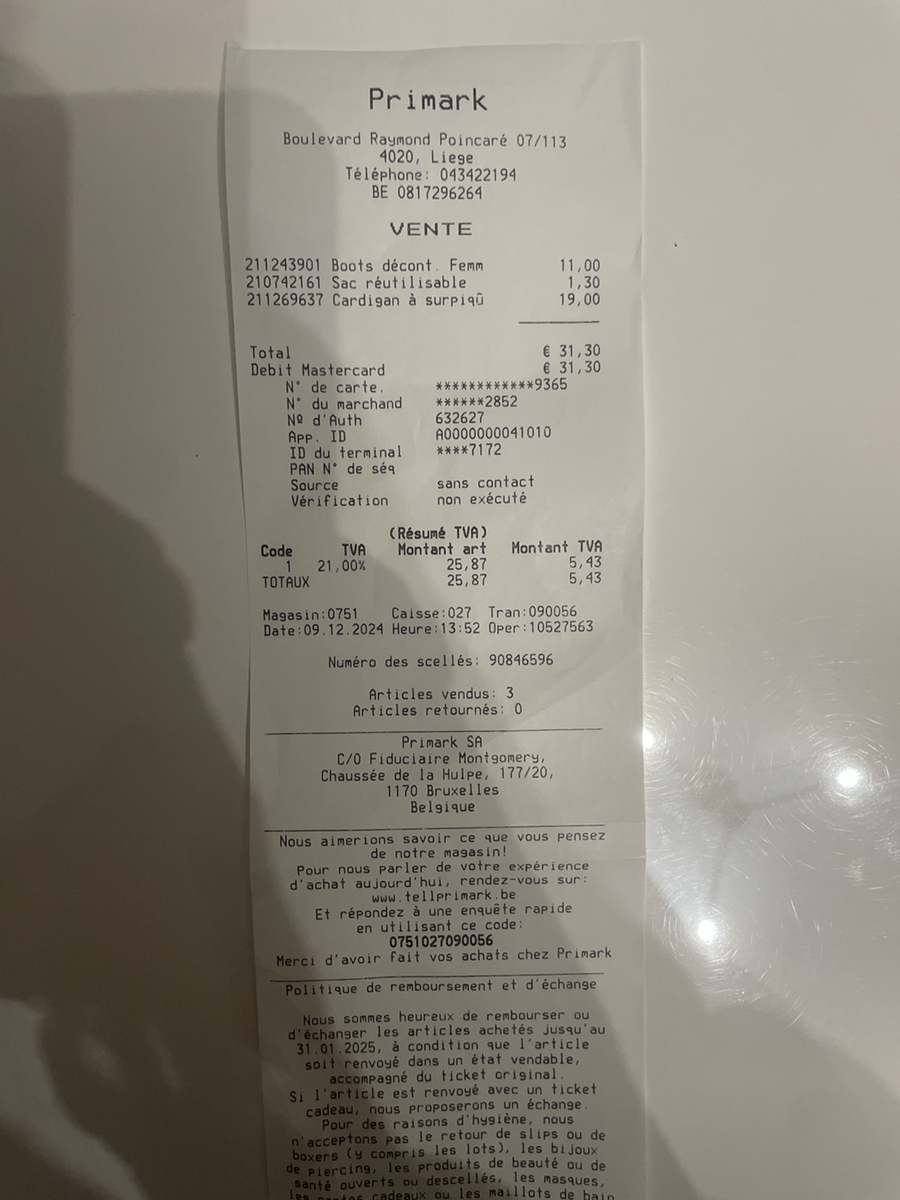 Primark
Boulevard Raymond Poincaré 07/113
4020, Liege
Téléphone: 043422194
BE 0817296264
VENTE
211243901 Boots décont. Femm 11,00
210742161 Sac réutilisable 1,30
211269637 Cardigan à surpiqû 19,00
Total € 31,30
Debit Mastercard € 31,30
N° de carte. ************9365
N° du marchand ******2852
Nº d'Auth 632627
App. ID A0000000041010
ID du terminal ****7172
PAN N° de séq
Source sans contact
Vérification non exécuté
(Résumé TVA)
Code TVA Montant art Montant TVA
1 21,00% 25,87 5,43
TOTAUX 25,87 5,43
Magasin:0751 Caisse:027 Tran:090056
Date:09.12.2024 Heure:13:52 Oper:10527563
Numéro des scellés: 90846596
Articles vendus: 3
Articles retournés: 0
Primark SA
C/O Fiduciaire Montgomery,
Chaussée de la Hulpe, 177/20,
1170 Bruxelles
Belgique
Nous aimerions savoir ce que vous pensez
de notre magasin!
Pour nous parler de votre expérience
d'achat aujourd'hui, rendez-vous sur:
www.tellprimark.be
Et répondez à une enquête rapide
en utilisant ce code:
0751027090056
Merci d'avoir fait vos achats chez Primark
Politique de remboursement et d'échange
Nous sommes heureux de rembourser ou
d'échanger les articles achetés jusqu'au
31.01.2025, à condition que l'article
soit renvoyé dans un état vendable,
accompagné du ticket original.
Si l'article est renvoyé avec un ticket
cadeau, nous proposerons un échange.
Pour des raisons d'hygiène, nous
n'acceptons pas le retour de slips ou de
boxers (y compris les lots), les bijoux
de piercing, les produits de beauté ou de
santé ouverts ou descellés, les masques,
les cartes cadeaux ou les maillots de bain